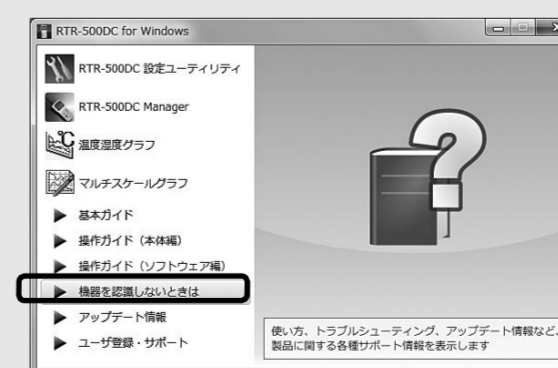 RTR-500DC for Windows
RTR-500DC 設定ユーティリティ
RTR-500DC Manager
温度湿度グラフ
マルチスケールグラフ
基本ガイド
操作ガイド（本体編）
操作ガイド（ソフトウェア編）
機器を認識しないときは
アップデート情報
ユーザ登録・サポート
使い方、トラブルシューティング、アップデート情報など、
製品に関する各種サポート情報を表示します